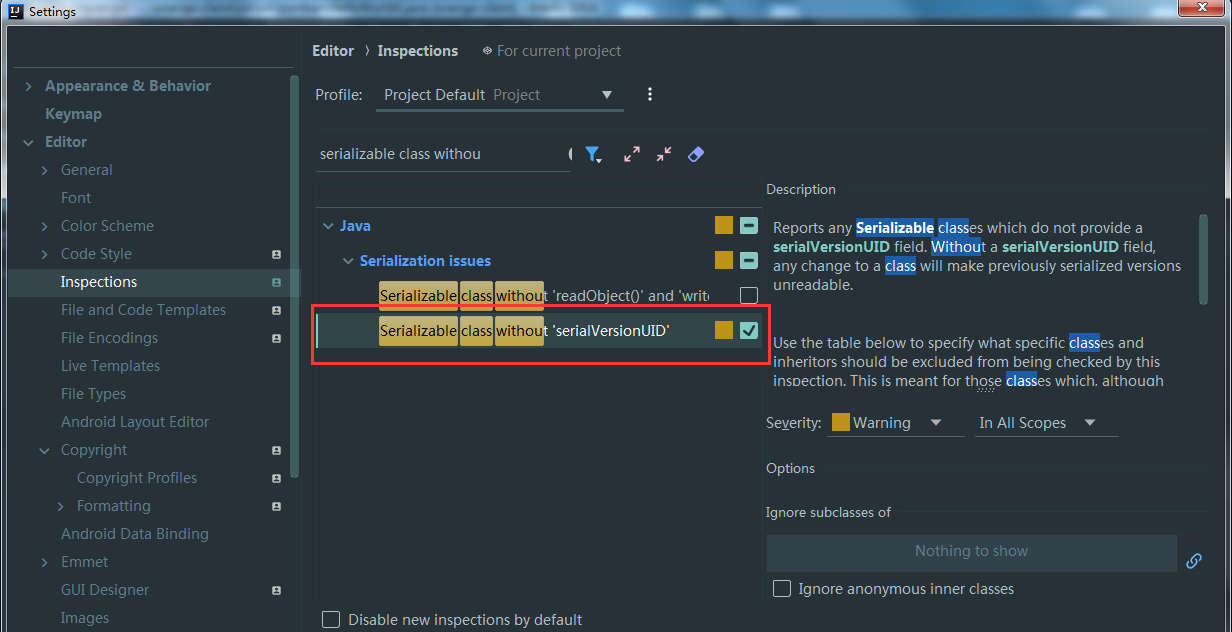 IJ Settings
Appearance & Behavior
Keymap
Editor
General
Font
Color Scheme
Code Style
Inspections
File and Code Templates
File Encodings
Live Templates
File Types
Android Layout Editor
Copyright
Copyright Profiles
Formatting
Android Data Binding
Emmet
GUI Designer
Images
Editor › Inspections For current project
Profile: Project Default Project
serializable class withou
Java
Serialization issues
Serializable class without 'readObject()' and 'write
Serializable class without 'serialVersionUID'
Disable new inspections by default
Description
Reports any Serializable classes which do not provide a
serialVersionUID field. Without a serialVersionUID field,
any change to a class will make previously serialized versions
unreadable.
Use the table below to specify what specific classes and
inheritors should be excluded from being checked by this
inspection. This is meant for those classes which, although
Severity: Warning In All Scopes
Options
Ignore subclasses of
Nothing to show
Ignore anonymous inner classes